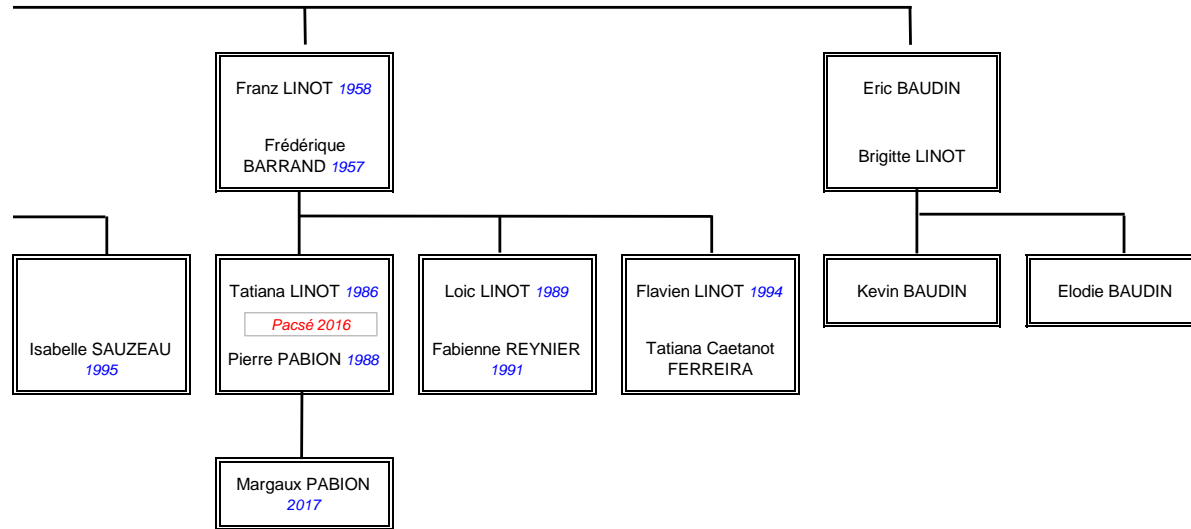 Franz LINOT 1958
Frédérique
BARRAND 1957
Eric BAUDIN
Brigitte LINOT
Isabelle SAUZEAU
1995
Tatiana LINOT 1986
Pacsé 2016
Pierre PABION 1988
Loic LINOT 1989
Fabienne REYNIER
1991
Flavien LINOT 1994
Tatiana Caetanot
FERREIRA
Kevin BAUDIN
Elodie BAUDIN
Margaux PABION
2017